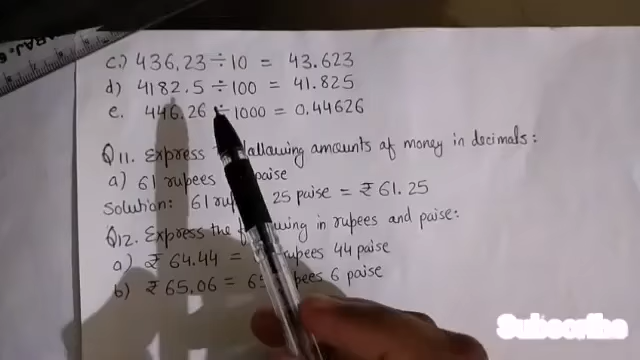 c.) 436.23 ÷ 10 = 43.623
d) 4182.5 ÷ 100 = 41.825
e. 446.26 ÷ 1000 = 0.44626
Q11. Express allowing amounts of money in decimals:
a) 61 rupees paise
Solution: 61 25 paise = ₹ 61.25
Q12. Express the in rupees and paise:
a) ₹ 64.44 = rupees 44 paise
b) ₹ 65.06 = 6 paise
Subscribe